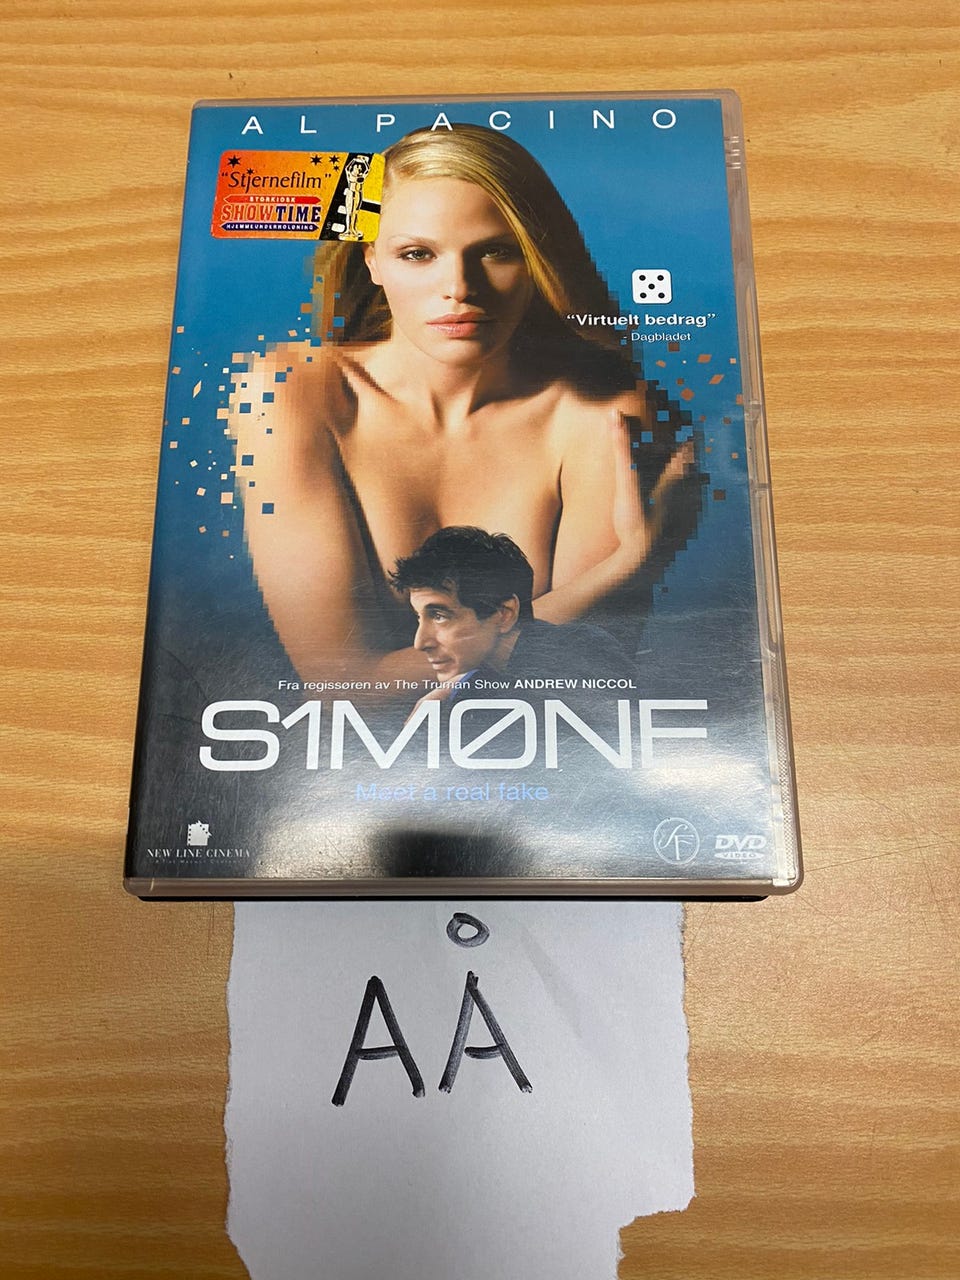 AL PACINO
"Stjernefilm"
STORKIOSK
SHOWTIME
HJEMMEUNDERHOLDNING
"Virtuelt bedrag"
- Dagbladet
Fra regissøren av The Truman Show ANDREW NICCOL
S1MØNE
Meet a real fake
NEW LINE CINEMA
SF
DVD
VIDEO
AÅ